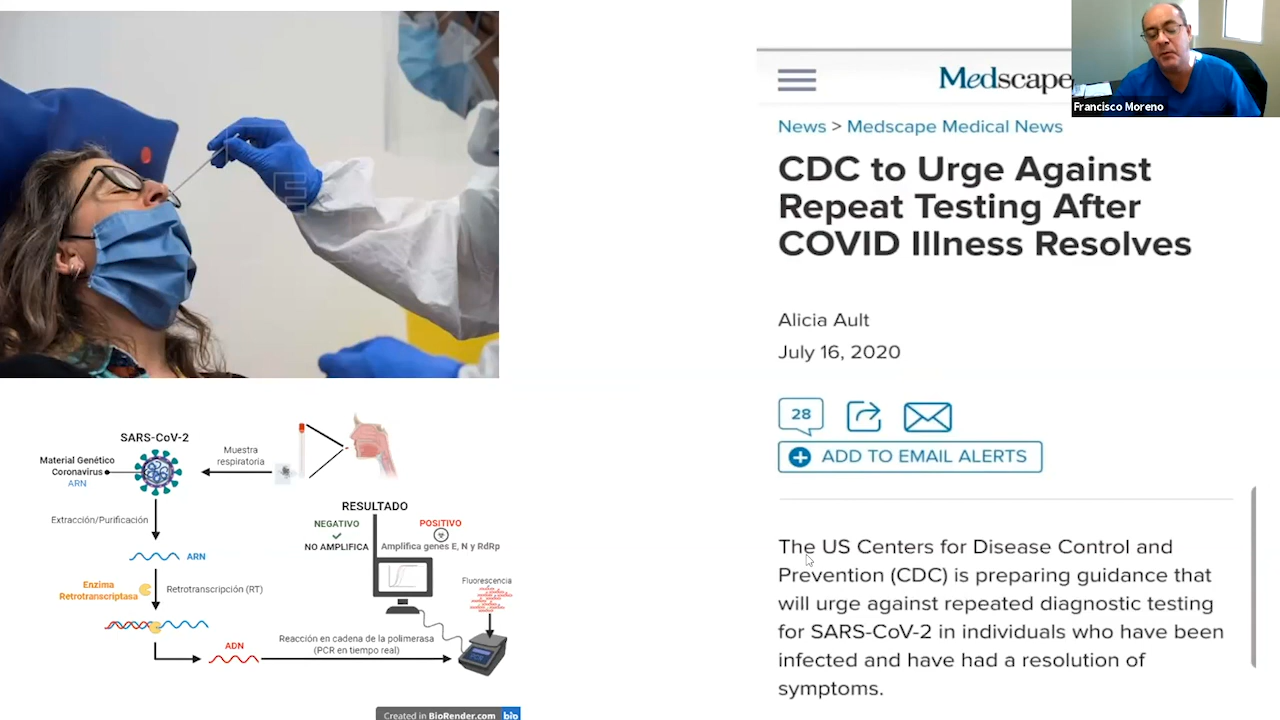 Medscape
Francisco Moreno
News > Medscape Medical News
CDC to Urge Against
Repeat Testing After
COVID Illness Resolves
Alicia Ault
July 16, 2020
28
ADD TO EMAIL ALERTS
The US Centers for Disease Control and
Prevention (CDC) is preparing guidance that
will urge against repeated diagnostic testing
for SARS-CoV-2 in individuals who have been
infected and have had a resolution of
symptoms.
E
SARS-CoV-2
Material Genético
Coronavirus
ARN
Muestra
respiratoria
Extracción/Purificación
ARN
Enzima
Retrotranscriptasa
Retrotranscripción (RT)
ADN
Reacción en cadena de la polimerasa
(PCR en tiempo real)
RESULTADO
NEGATIVO
NO AMPLIFICA
POSITIVO
Amplifica genes E, N y RdRp
Fluorescencia
Created in BioRender.com bio